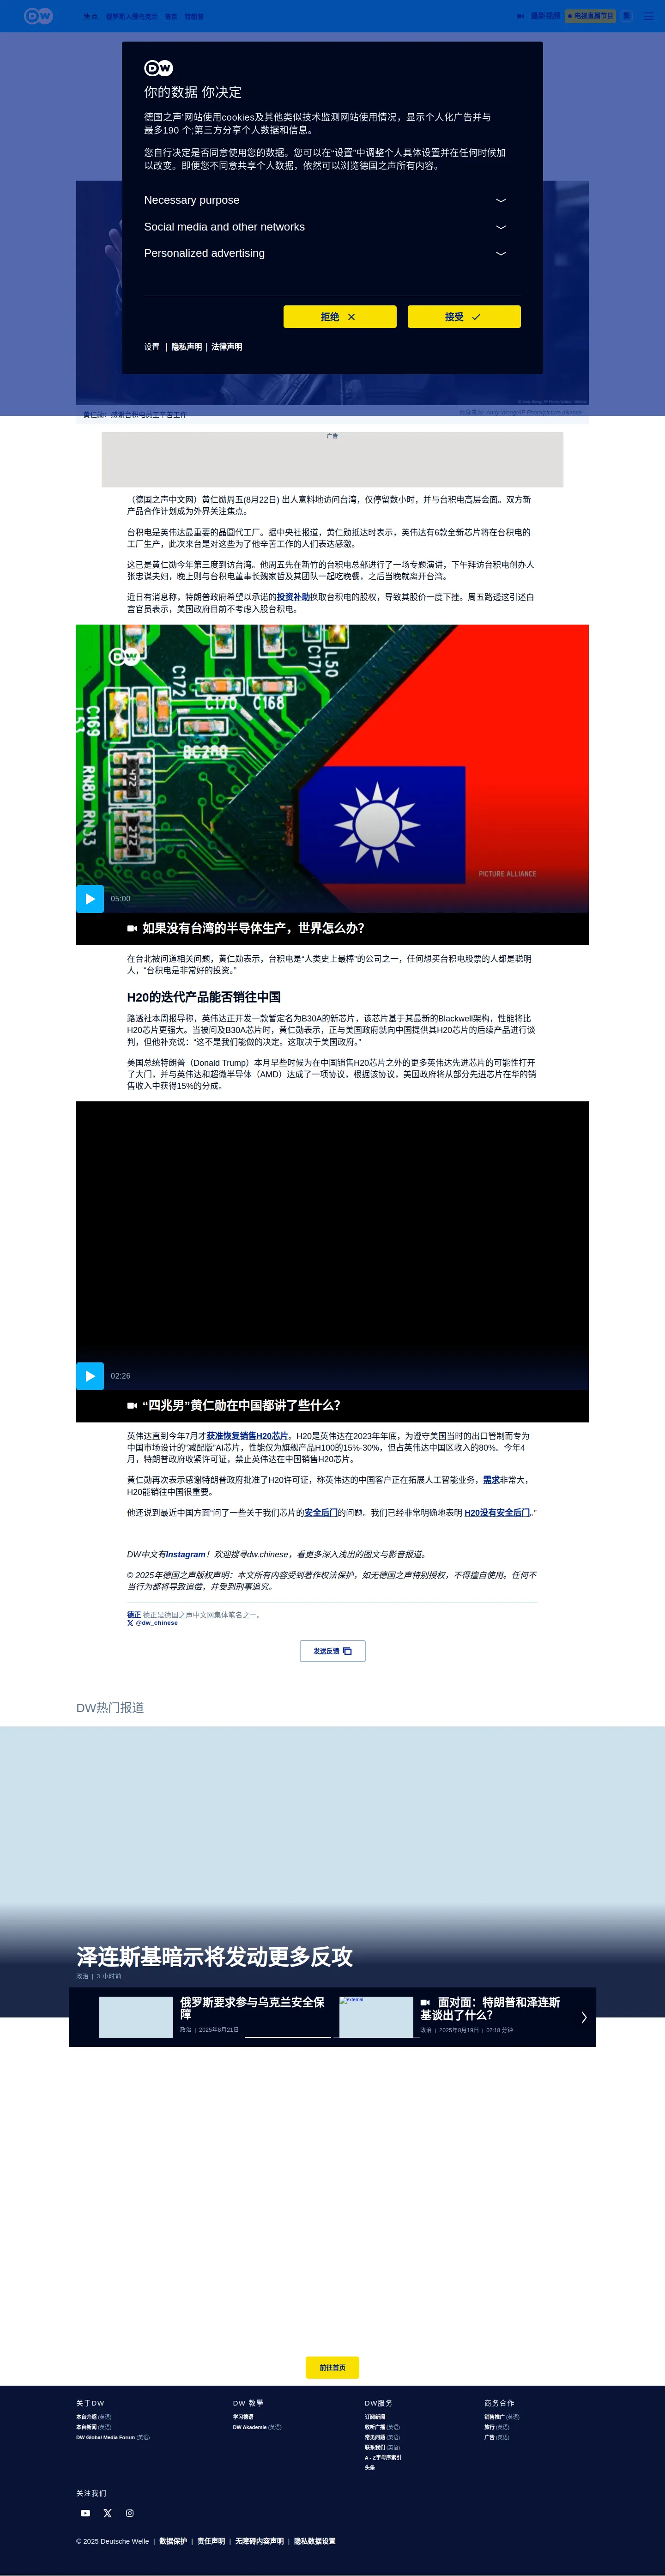 DW
最新视频
电视直播节目
DW
你的数据 你决定
德国之声'网站使用cookies及其他类似技术监测网站使用情况，显示个人化广告并与
最多190 个;第三方分享个人数据和信息。
您自行决定是否同意使用您的数据。您可以在“设置”中调整个人具体设置并在任何时候加
以改变。即便您不同意共享个人数据，依然可以浏览德国之声所有内容。
Necessary purpose
Social media and other networks
Personalized advertising
拒绝
接受
设置 | 隐私声明 | 法律声明
黄仁勋：感谢台积电员工辛苦工作
广告
（德国之声中文网）黄仁勋周五(8月22日) 出人意料地访问台湾，仅停留数小时，并与台积电高层会面。双方新
产品合作计划成为外界关注焦点。
台积电是英伟达最重要的晶圆代工厂。据中央社报道，黄仁勋抵达时表示，英伟达有6款全新芯片将在台积电的
工厂生产，此次来台是对这些为了他辛苦工作的人们表达感激。
这已是黄仁勋今年第三度到访台湾。他周五先在新竹的台积电总部进行了一场专题演讲，下午拜访台积电创办人
张忠谋夫妇，晚上则与台积电董事长魏家哲及其团队一起吃晚餐，之后当晚就离开台湾。
近日有消息称，特朗普政府希望以承诺的投资补助换取台积电的股权，导致其股价一度下挫。周五路透这引述白
宫官员表示，美国政府目前不考虑入股台积电。
DW
C171
L50
C172
C170 C168
C169
BC280
RN80
RN33
472
272
PICTURE ALLIANCE
05:00
如果没有台湾的半导体生产，世界怎么办？
在台北被问道相关问题，黄仁勋表示，台积电是“人类史上最棒”的公司之一，任何想买台积电股票的人都是聪明
人，“台积电是非常好的投资。”
H20的迭代产品能否销往中国
路透社本周报导称，英伟达正开发一款暂定名为B30A的新芯片，该芯片基于其最新的Blackwell架构，性能将比
H20芯片更强大。当被问及B30A芯片时，黄仁勋表示，正与美国政府就向中国提供其H20芯片的后续产品进行谈
判，但他补充说：“这不是我们能做的决定。这取决于美国政府。”
美国总统特朗普（Donald Trump）本月早些时候为在中国销售H20芯片之外的更多英伟达先进芯片的可能性打开
了大门，并与英伟达和超微半导体（AMD）达成了一项协议，根据该协议，美国政府将从部分先进芯片在华的销
售收入中获得15%的分成。
02:26
“四兆男”黄仁勋在中国都讲了些什么？
英伟达直到今年7月才获准恢复销售H20芯片。H20是英伟达在2023年年底，为遵守美国当时的出口管制而专为
中国市场设计的“减配版”AI芯片，性能仅为旗舰产品H100的15%-30%，但占英伟达中国区收入的80%。今年4
月，特朗普政府收紧许可证，禁止英伟达在中国销售H20芯片。
黄仁勋再次表示感谢特朗普政府批准了H20许可证，称英伟达的中国客户正在拓展人工智能业务，需求非常大，
H20能销往中国很重要。
他还说到最近中国方面“问了一些关于我们芯片的安全后门的问题。我们已经非常明确地表明 H20没有安全后门。”
DW中文有Instagram！欢迎搜寻dw.chinese，看更多深入浅出的图文与影音报道。
© 2025年德国之声版权声明：本文所有内容受到著作权法保护，如无德国之声特别授权，不得擅自使用。任何不
当行为都将导致追偿，并受到刑事追究。
德正 德正是德国之声中文网集体笔名之一。
@dw_chinese
发送反馈
DW热门报道
泽连斯基暗示将发动更多反攻
政治 | 3 小时前
俄罗斯要求参与乌克兰安全保
障
政治 | 2025年8月21日
external
面对面：特朗普和泽连斯
基谈出了什么？
政治 | 2025年8月19日 | 02:18 分钟
前往首页
关于DW
本台介绍 (英语)
本台新闻 (英语)
DW Global Media Forum (英语)
DW 教學
学习德语
DW Akademie (英语)
DW服务
订阅新闻
收听广播 (英语)
常见问题 (英语)
联系我们 (英语)
A - Z字母序索引
头条
商务合作
销售推广 (英语)
旅行 (英语)
广告 (英语)
关注我们
© 2025 Deutsche Welle | 数据保护 | 责任声明 | 无障碍内容声明 | 隐私数据设置